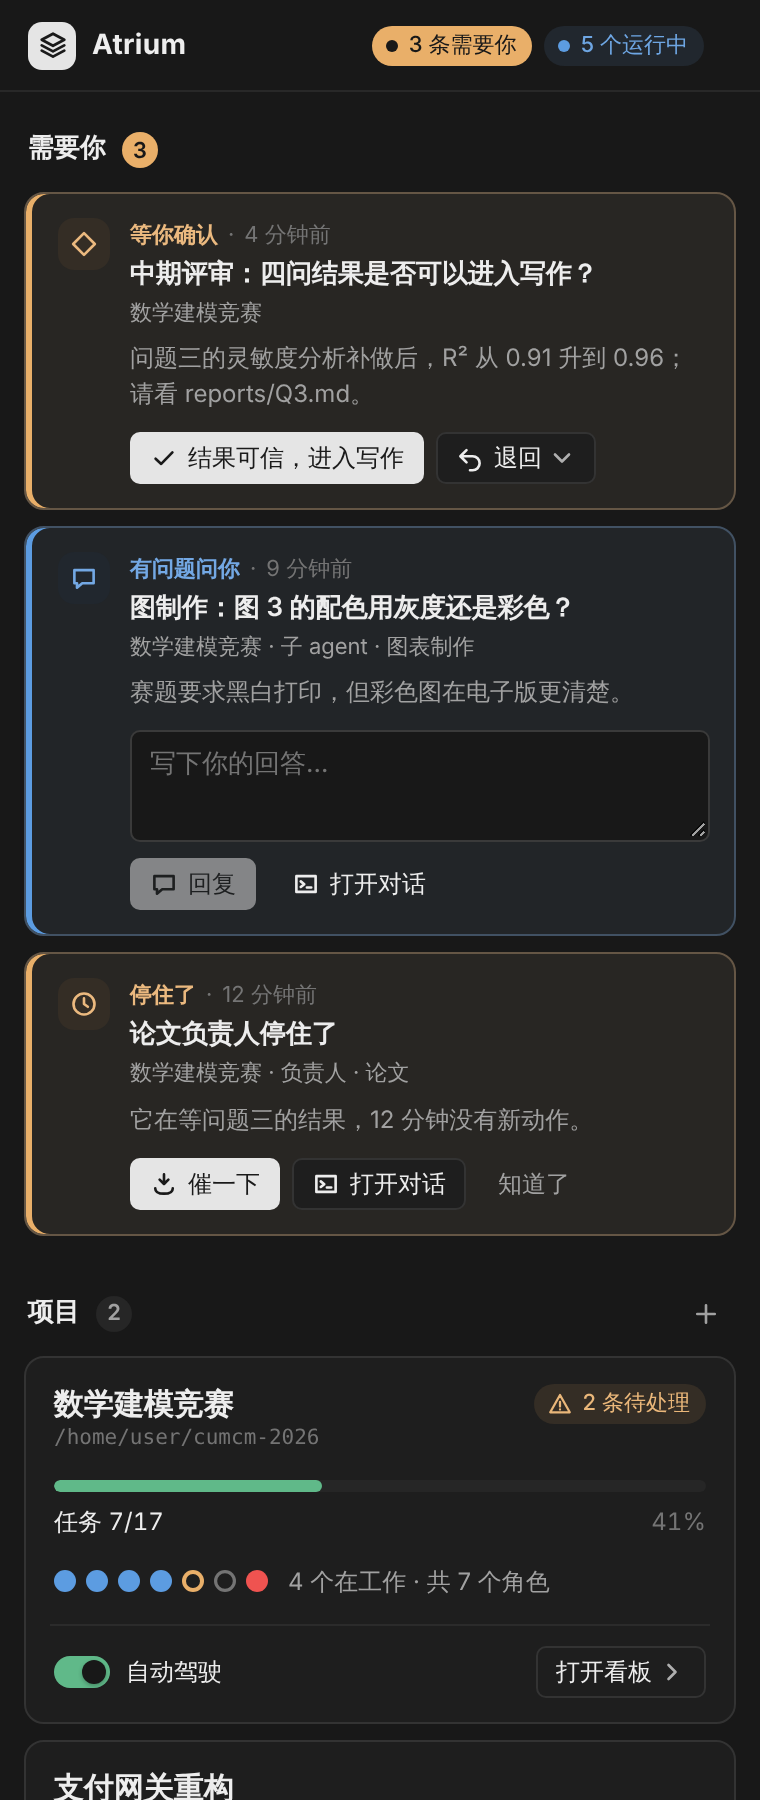 Atrium
3 条需要你
5 个运行中
需要你 3
等你确认 · 4 分钟前
中期评审：四问结果是否可以进入写作？
数学建模竞赛
问题三的灵敏度分析补做后，R² 从 0.91 升到 0.96；
请看 reports/Q3.md。
结果可信，进入写作
退回
有问题问你 · 9 分钟前
图制作：图 3 的配色用灰度还是彩色？
数学建模竞赛 · 子 agent · 图表制作
赛题要求黑白打印，但彩色图在电子版更清楚。
写下你的回答...
回复
打开对话
停住了 · 12 分钟前
论文负责人停住了
数学建模竞赛 · 负责人 · 论文
它在等问题三的结果，12 分钟没有新动作。
催一下
打开对话
知道了
项目 2
数学建模竞赛
2 条待处理
/home/user/cumcm-2026
任务 7/17
41%
4 个在工作 · 共 7 个角色
自动驾驶
打开看板
支付网关重构